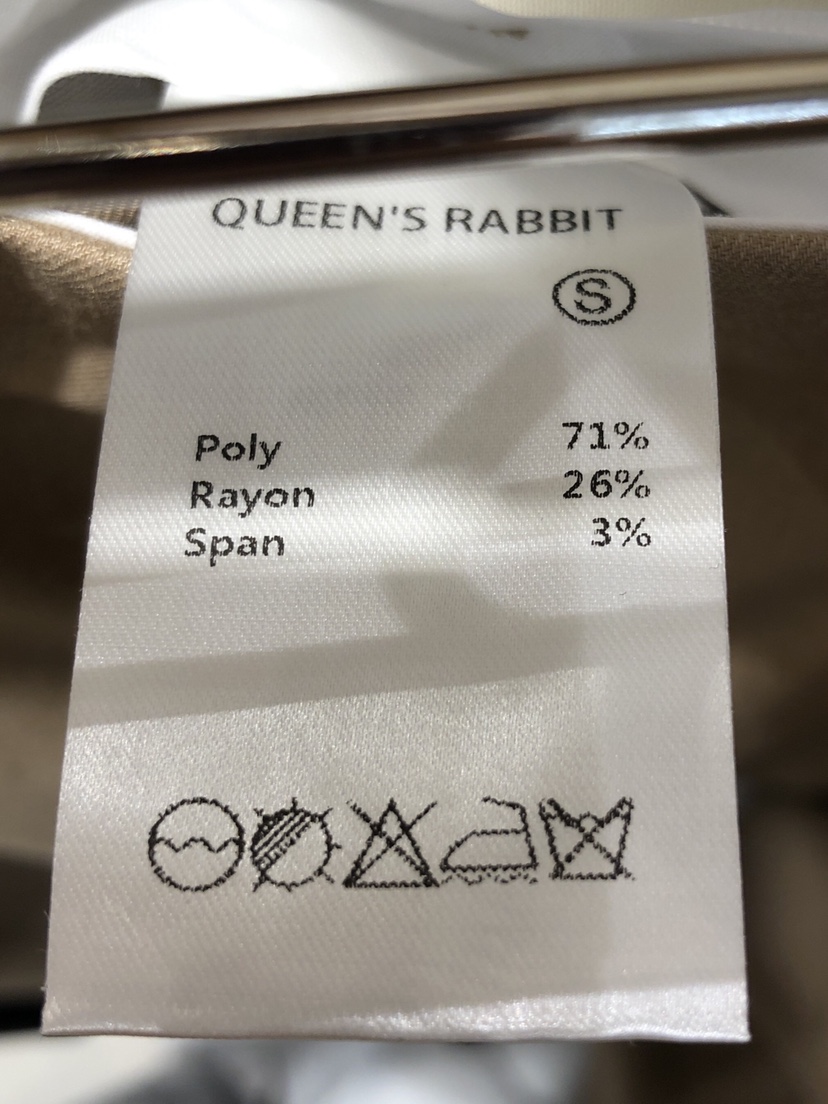 QUEEN'S RABBIT
S
Poly 71%
Rayon 26%
Span 3%